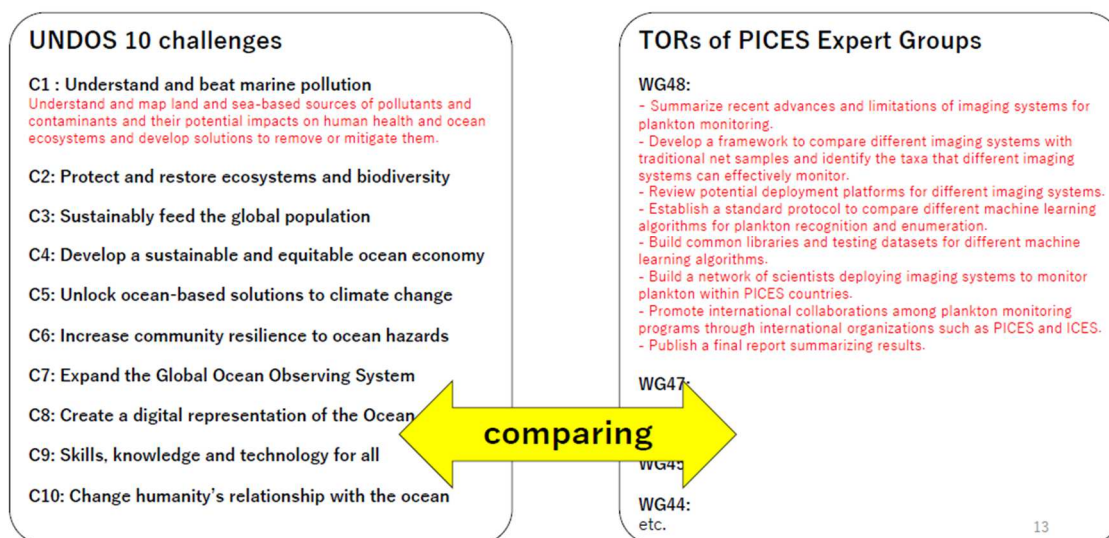 UNDOS 10 challenges
C1 : Understand and beat marine pollution
Understand and map land and sea-based sources of pollutants and
contaminants and their potential impacts on human health and ocean
ecosystems and develop solutions to remove or mitigate them.
C2: Protect and restore ecosystems and biodiversity
C3: Sustainably feed the global population
C4: Develop a sustainable and equitable ocean economy
C5: Unlock ocean-based solutions to climate change
C6: Increase community resilience to ocean hazards
C7: Expand the Global Ocean Observing System
C8: Create a digital representation of the Ocean
C9: Skills, knowledge and technology for all
C10: Change humanity's relationship with the ocean
comparing
TORs of PICES Expert Groups
WG48:
- Summarize recent advances and limitations of imaging systems for
plankton monitoring.
- Develop a framework to compare different imaging systems with
traditional net samples and identify the taxa that different imaging
systems can effectively monitor.
- Review potential deployment platforms for different imaging systems.
- Establish a standard protocol to compare different machine learning
algorithms for plankton recognition and enumeration.
- Build common libraries and testing datasets for different machine
learning algorithms.
- Build a network of scientists deploying imaging systems to monitor
plankton within PICES countries.
- Promote international collaborations among plankton monitoring
programs through international organizations such as PICES and ICES.
- Publish a final report summarizing results.
WG47:
WG45
WG44:
etc.
13